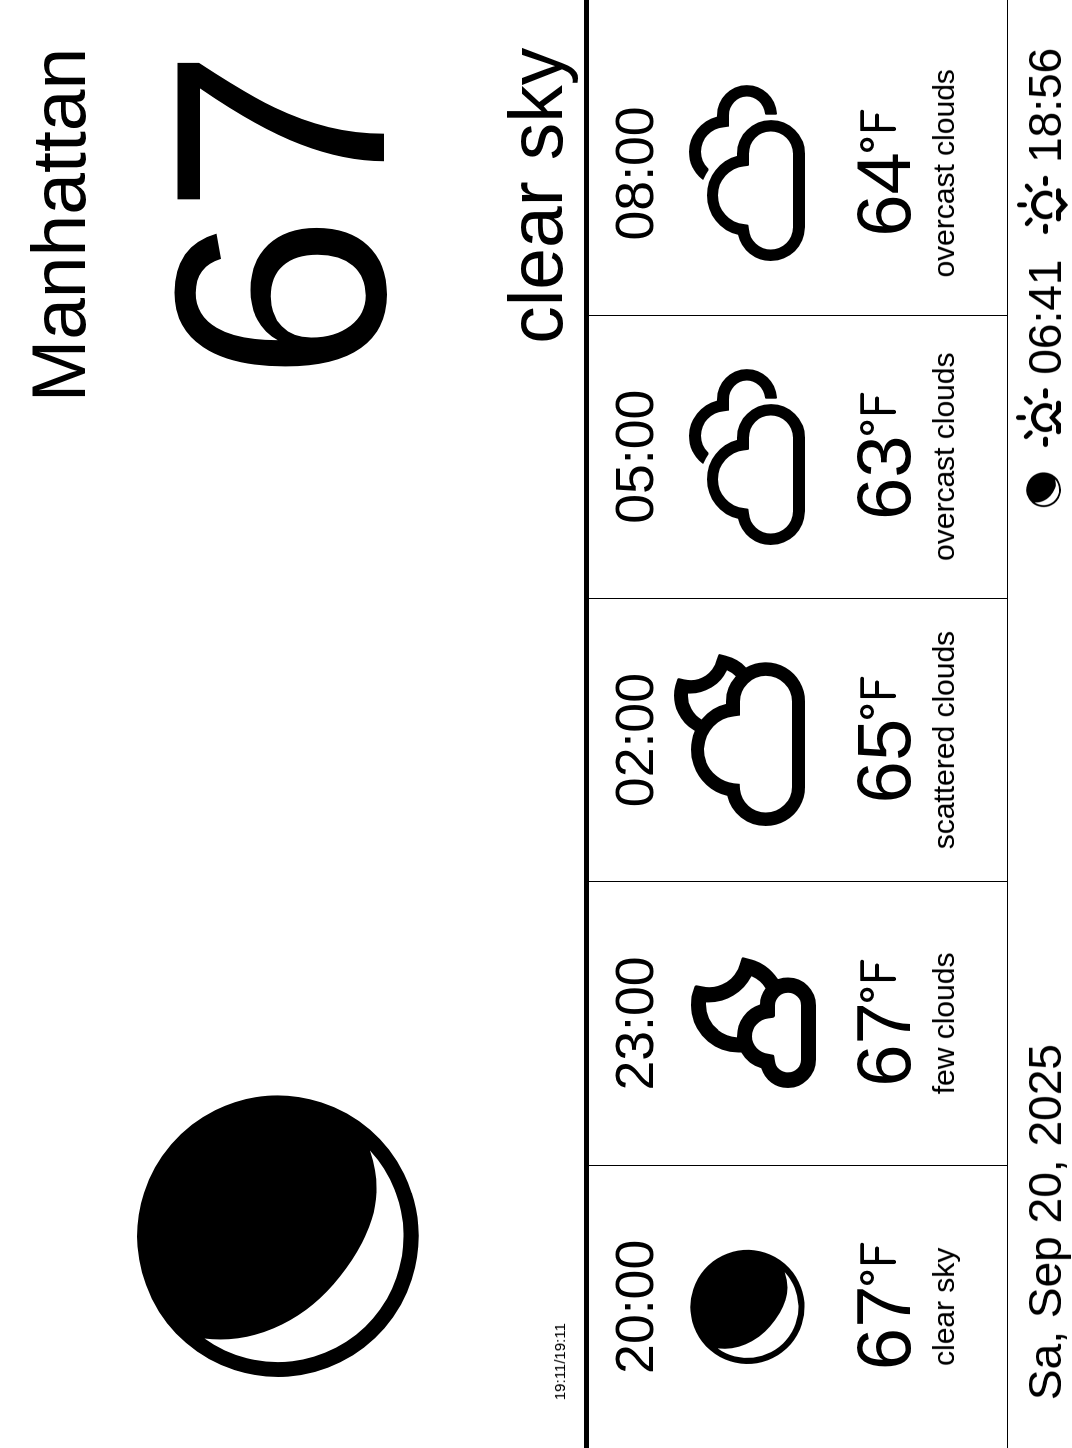 Manhattan
67
clear sky
19:11/19:11
20:00 23:00 02:00 05:00 08:00
67°F 67°F 65°F 63°F 64°F
clear sky few clouds scattered clouds overcast clouds overcast clouds
Sa, Sep 20, 2025 06:41 18:56